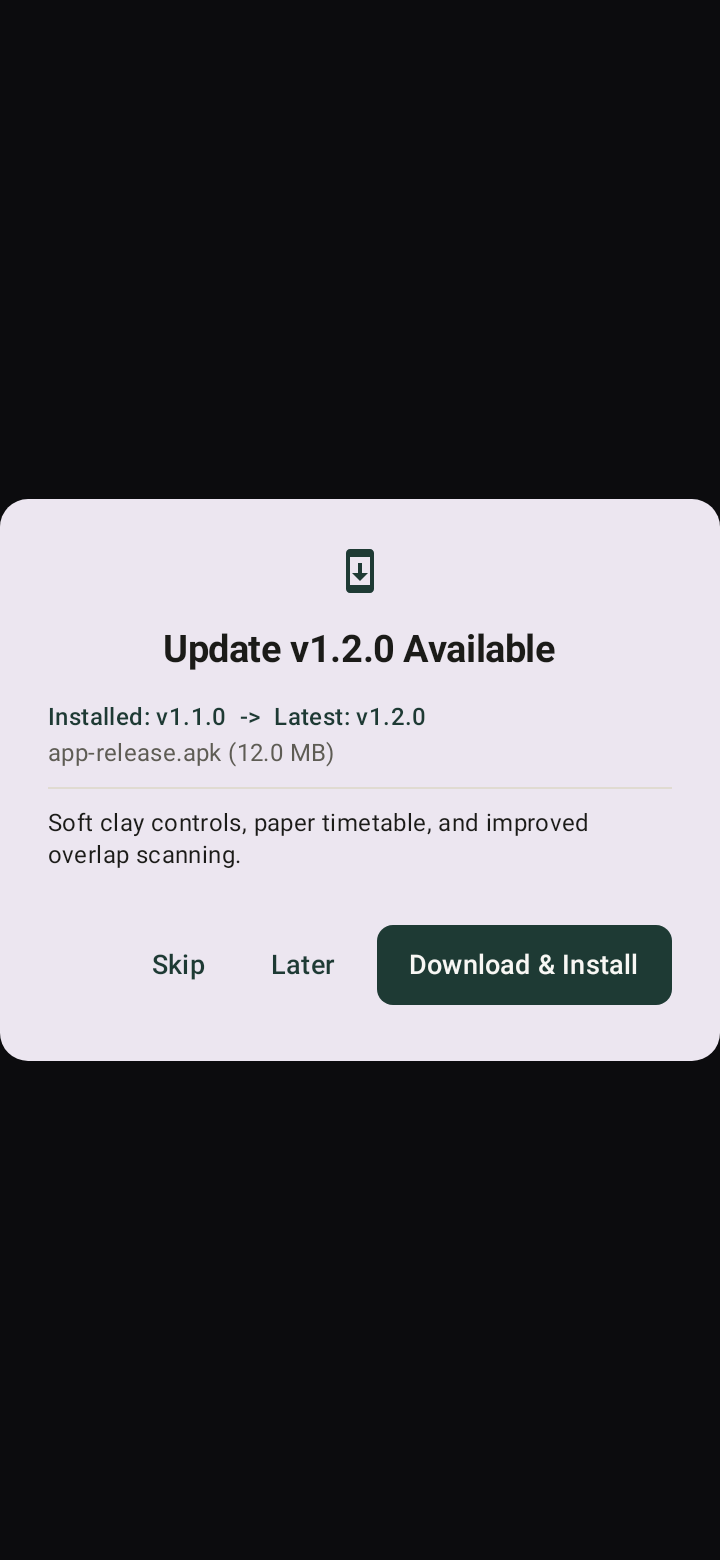 Update v1.2.0 Available
Installed: v1.1.0 -> Latest: v1.2.0
app-release.apk (12.0 MB)
Soft clay controls, paper timetable, and improved
overlap scanning.
Skip Later Download & Install